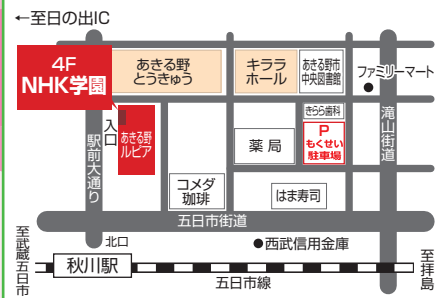 ←至日の出IC
4F
NHK学園
あきる野
とうきゅう
キララ
ホール
あきる野市
中央図書館
ファミリーマート
入口
あきる野
ルピア
きらら歯科
P
もくせい
駐車場
薬局
滝山街道
駅前大通り
コメダ
珈琲
はま寿司
五日市街道
至武蔵五日市
北口
西武信用金庫
秋川駅
五日市線
至拝島